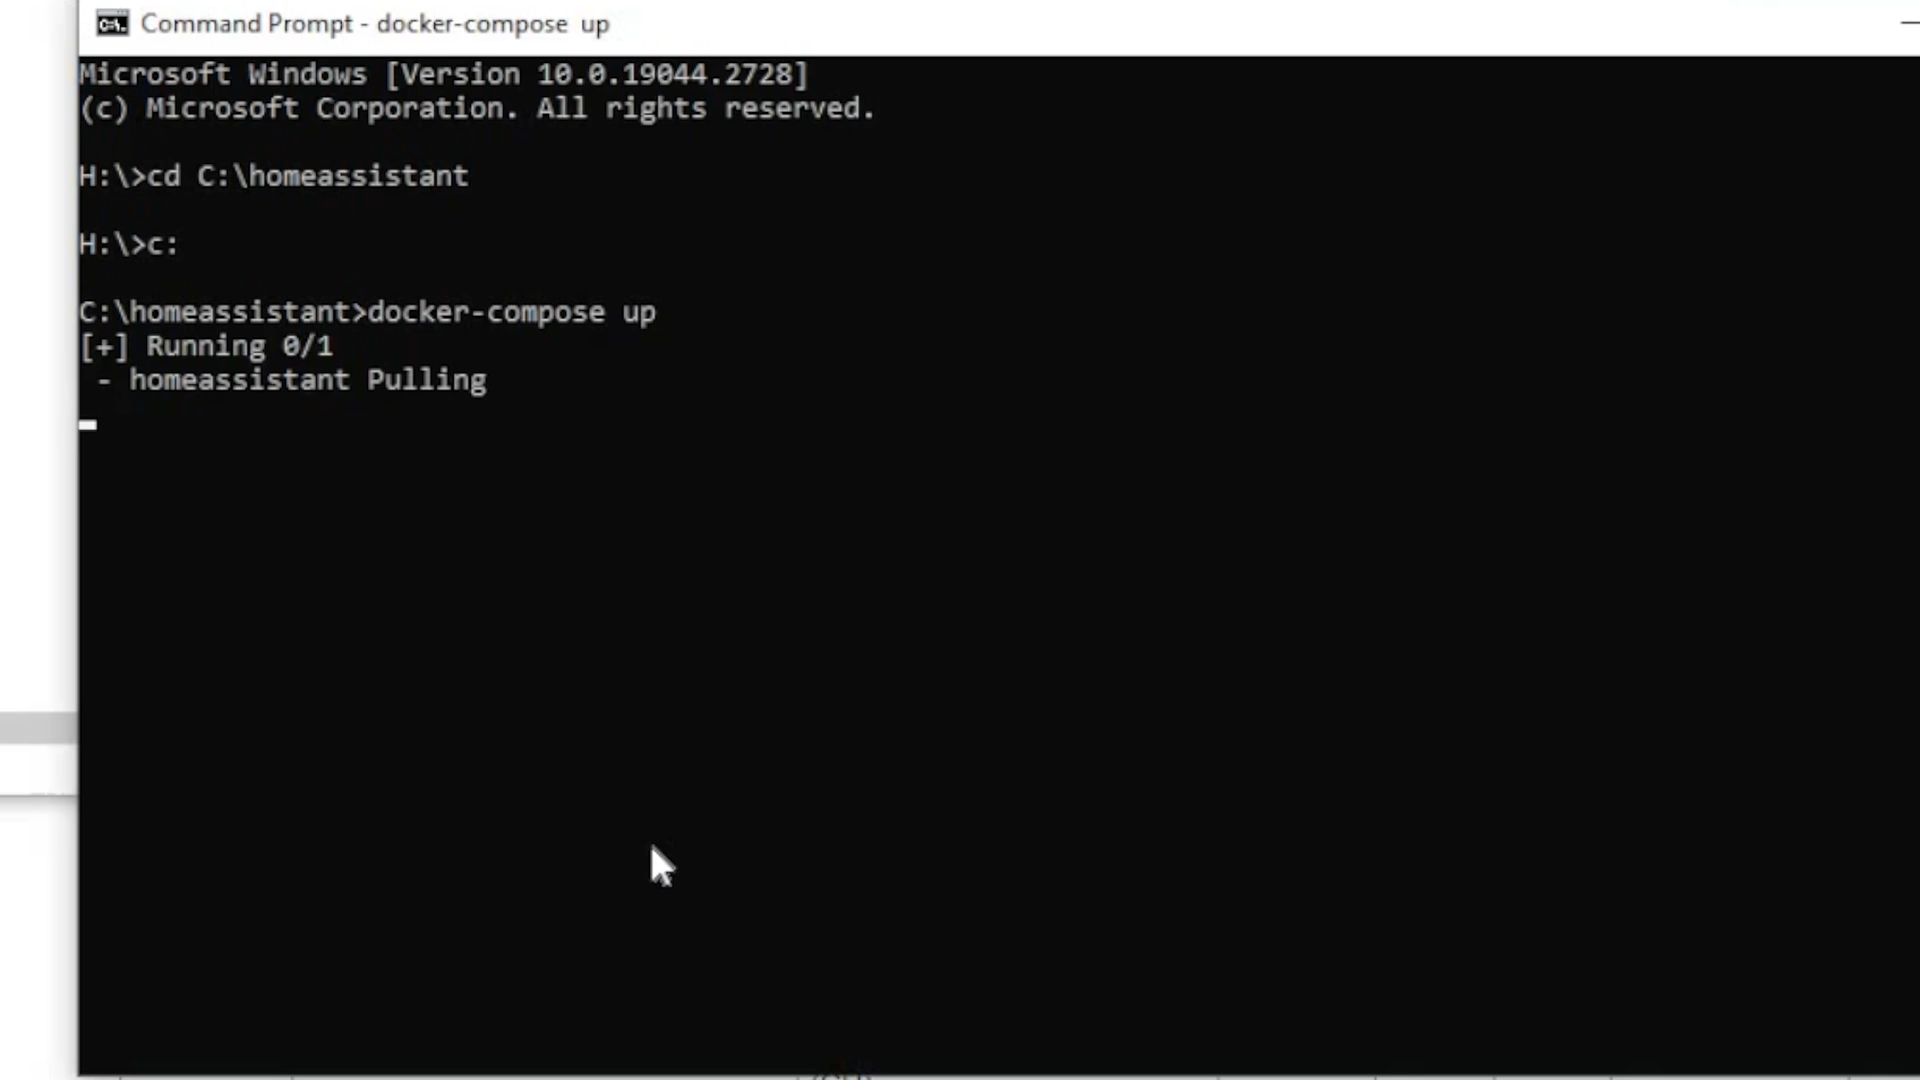 Command Prompt - docker-compose  up
Microsoft Windows [Version 10.0.19044.2728]
(c) Microsoft Corporation. All rights reserved.
H:\>cd C:\homeassistant
H:\>c:
C:\homeassistant>docker-compose up
[+] Running 0/1
 - homeassistant Pulling